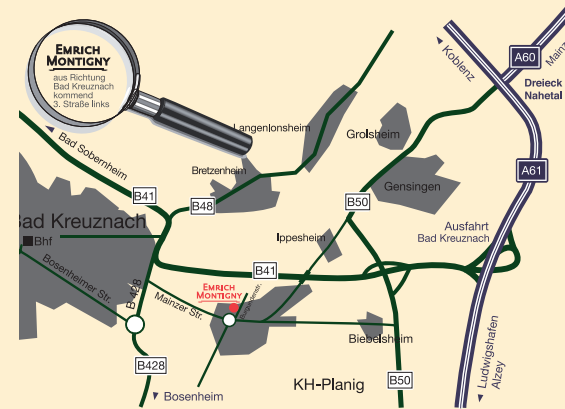 EMRICH
MONTIGNY
aus Richtung
Bad Kreuznach
kommend
3. Straße links
Koblenz
A60
Mainz
Dreieck
Nahetal
A61
Langenlonsheim
Grolsheim
Bad Sobernheim
Bretzenheim
Gensingen
B41
B48
B50
Bad Kreuznach
Bhf
Ippesheim
Ausfahrt
Bad Kreuznach
B41
Bosenheimer Str.
B 428
EMRICH
MONTIGNY
Mainzer Str.
Biebelsheim
B428
KH-Planig
B50
Bosenheim
Ludwigshafen
Alzey